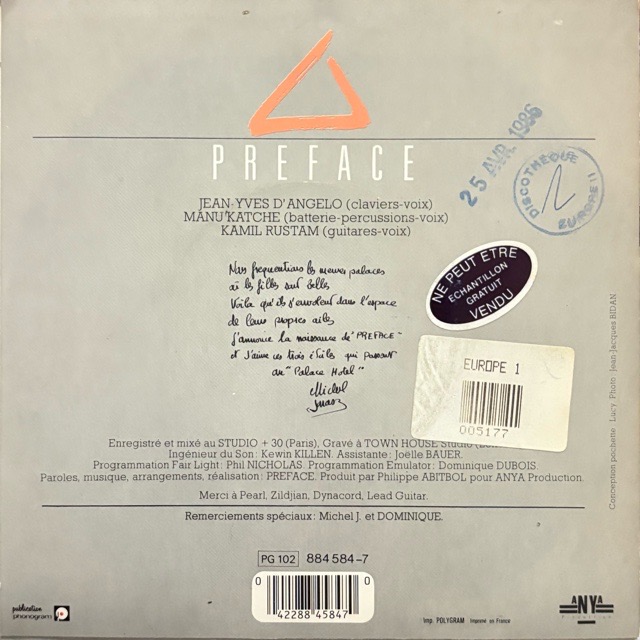 PREFACE
25 AVR. 1986
DISCOTHEQUE EUROPE 1
JEAN-YVES D'ANGELO (claviers-voix)
MANU KATCHE (batterie-percussions-voix)
KAMIL RUSTAM (guitares-voix)
Nous frequentions les memes palaces
où les filles sont belles
Voilà qu'ils s'envolent dans l'espace
de leurs propres ailes
J'annonce la naissance de "PREFACE"
et J'aime ces trois étoiles qui passent
au "Palace Hotel"
Michel
Jonasz
NE PEUT ETRE
ECHANTILLON
GRATUIT
VENDU
EUROPE 1
005177
Enregistré et mixé au STUDIO + 30 (Paris), Gravé à TOWN HOUSE Studio
Ingénieur du Son: Kewin KILLEN. Assistante: Joëlle BAUER.
Programmation Fair Light: Phil NICHOLAS. Programmation Emulator: Dominique DUBOIS.
Paroles, musique, arrangements, réalisation: PREFACE. Produit par Philippe ABITBOL pour ANYA Production.
Merci à Pearl, Zildjian, Dynacord, Lead Guitar.
Remerciements spéciaux: Michel J. et DOMINIQUE.
Conception pochette Lucy Photo Jean-Jacques BIDAN.
PG 102 884 584-7
0 42288 45847 0
publication
phonogram
Imp. POLYGRAM Imprimé en France
ANYA